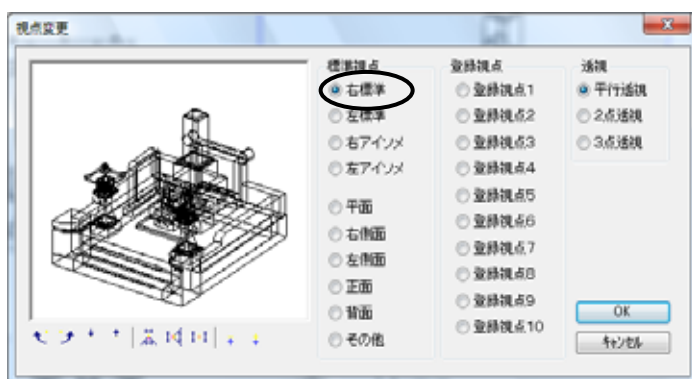 視点変更
標準視点
右標準
左標準
右アイソメ
左アイソメ
平面
右側面
左側面
正面
背面
その他
登録視点
登録視点1
登録視点2
登録視点3
登録視点4
登録視点5
登録視点6
登録視点7
登録視点8
登録視点9
登録視点10
透視
平行透視
2点透視
3点透視
OK
キャンセル